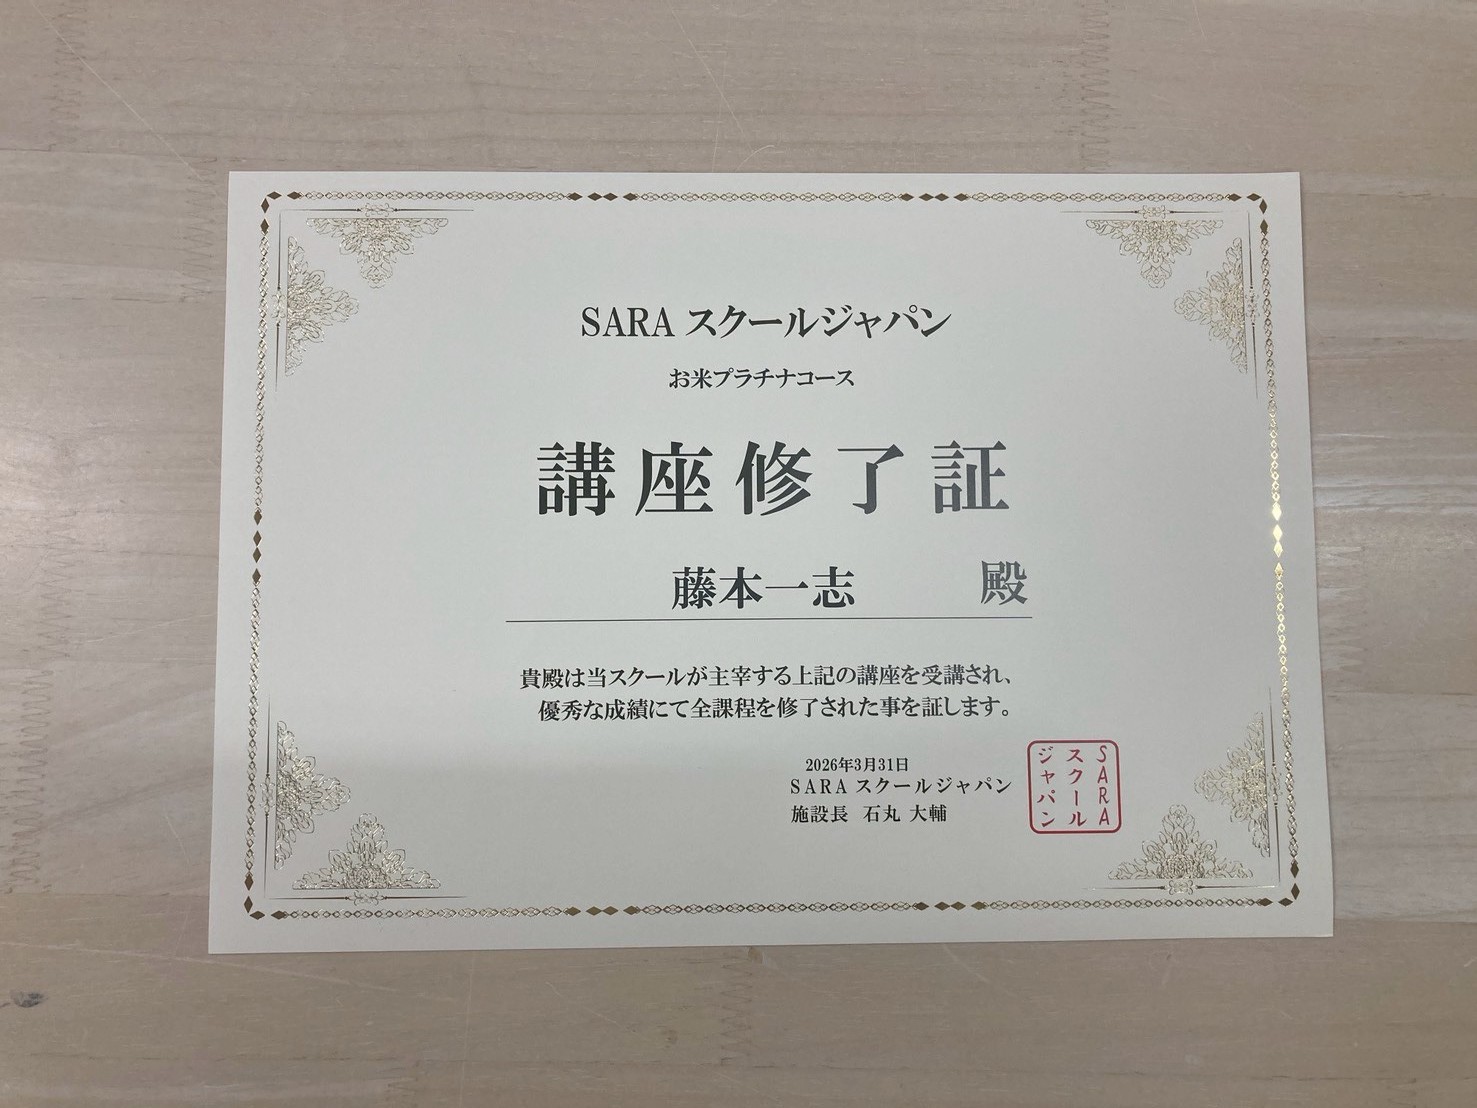 SARA スクールジャパン
お米プラチナコース
講座修了証
藤本一志 殿
貴殿は当スクールが主宰する上記の講座を受講され、
優秀な成績にて全課程を修了された事を証します。
2026年3月31日
SARA スクールジャパン
施設長 石丸 大輔
SARA
スクール
ジャパン